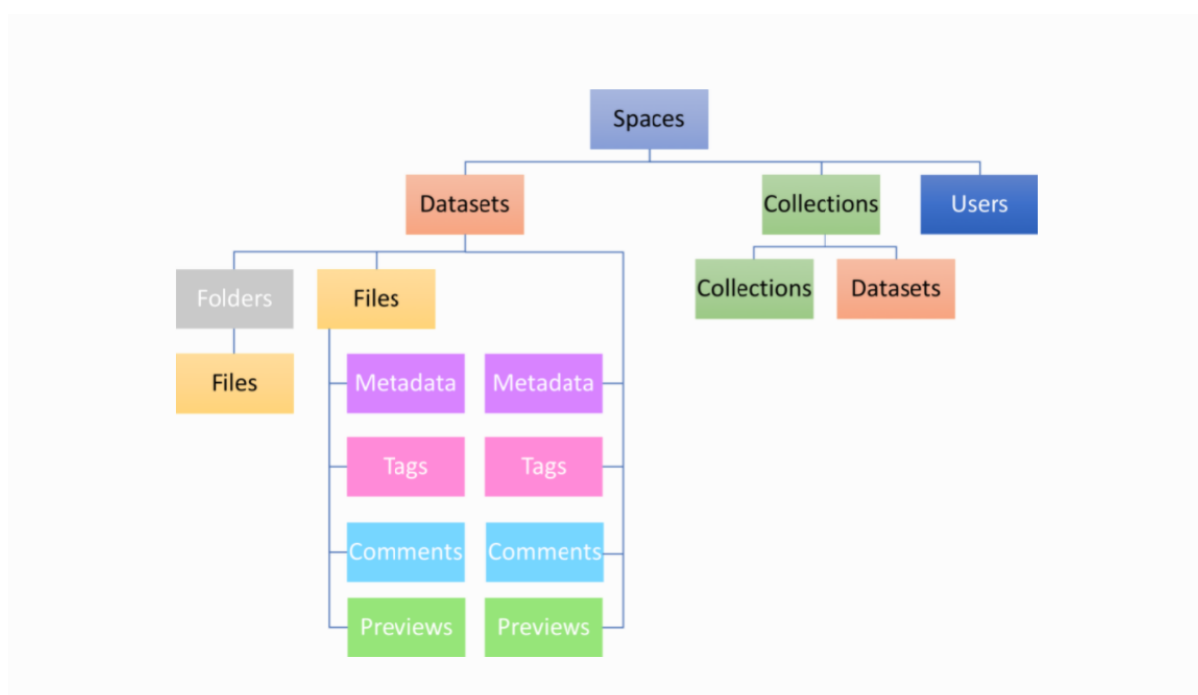 Spaces
Datasets
Collections
Users
Folders
Files
Collections
Datasets
Files
Metadata
Metadata
Tags
Tags
Comments
Comments
Previews
Previews